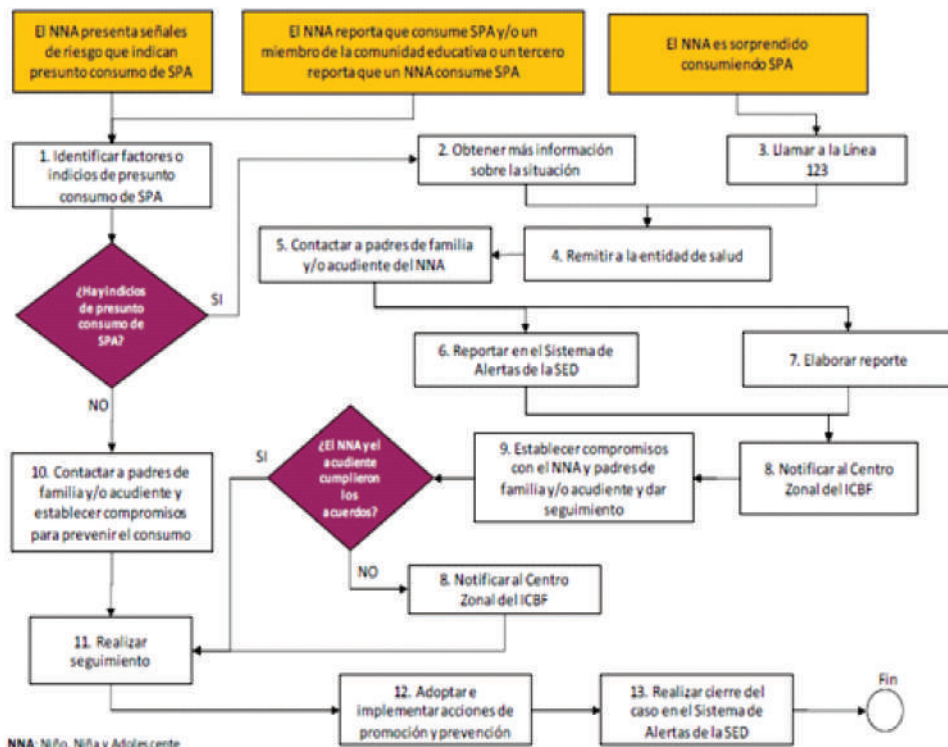 El NNA presenta señales
de riesgo que indican
presunto consumo de SPA
El NNA reporta que consume SPA y/o un
miembro de la comunidad educativa o un tercero
reporta que un NNA consume SPA
El NNA es sorprendido
consumiendo SPA
1. Identificar factores o
indicios de presunto
consumo de SPA
2. Obtener más información
sobre la situación
3. Llamar a la Línea
123
¿Hay indicios
de presunto
consumo de
SPA?
SI
5. Contactar a padres de familia
y/o acudiente del NNA
4. Remitir a la entidad de salud
6. Reportar en el Sistema de
Alertas de la SED
7. Elaborar reporte
NO
10. Contactar a padres de
familia y/o acudiente y
establecer compromisos
para prevenir el consumo
SI
¿El NNA y el
acudiente
cumplieron
los
acuerdos?
9. Establecer compromisos
con el NNA y padres de
familia y/o acudiente y dar
seguimiento
8. Notificar al Centro
Zonal del ICBF
NO
8. Notificar al Centro
Zonal del ICBF
11. Realizar
seguimiento
12. Adoptar e
implementar acciones de
promoción y prevención
13. Realizar cierre del
caso en el Sistema de
Alertas de la SED
Fin
NNA: Niño, Niña y Adolescente